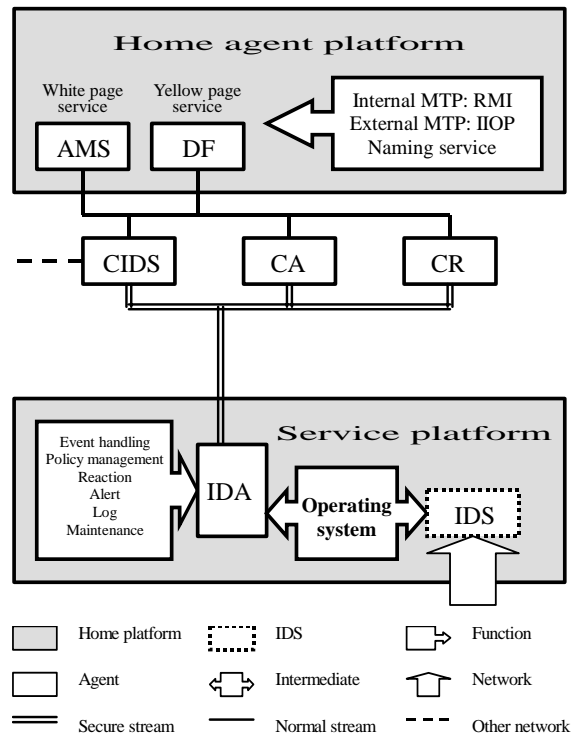 Home agent platform
White page
service
Yellow page
service
AMS
DF
Internal MTP: RMI
External MTP: IIOP
Naming service
CIDS
CA
CR
Service platform
Event handling
Policy management
Reaction
Alert
Log
Maintenance
IDA
Operating
system
IDS
Home platform
IDS
Function
Agent
Intermediate
Network
Secure stream
Normal stream
Other network